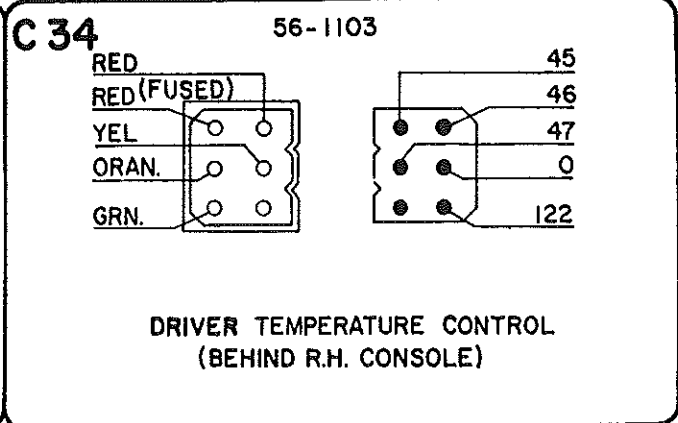 C 34
56-1103
RED
RED (FUSED)
YEL
ORAN.
GRN.
45
46
47
0
122
DRIVER TEMPERATURE CONTROL
(BEHIND R.H. CONSOLE)